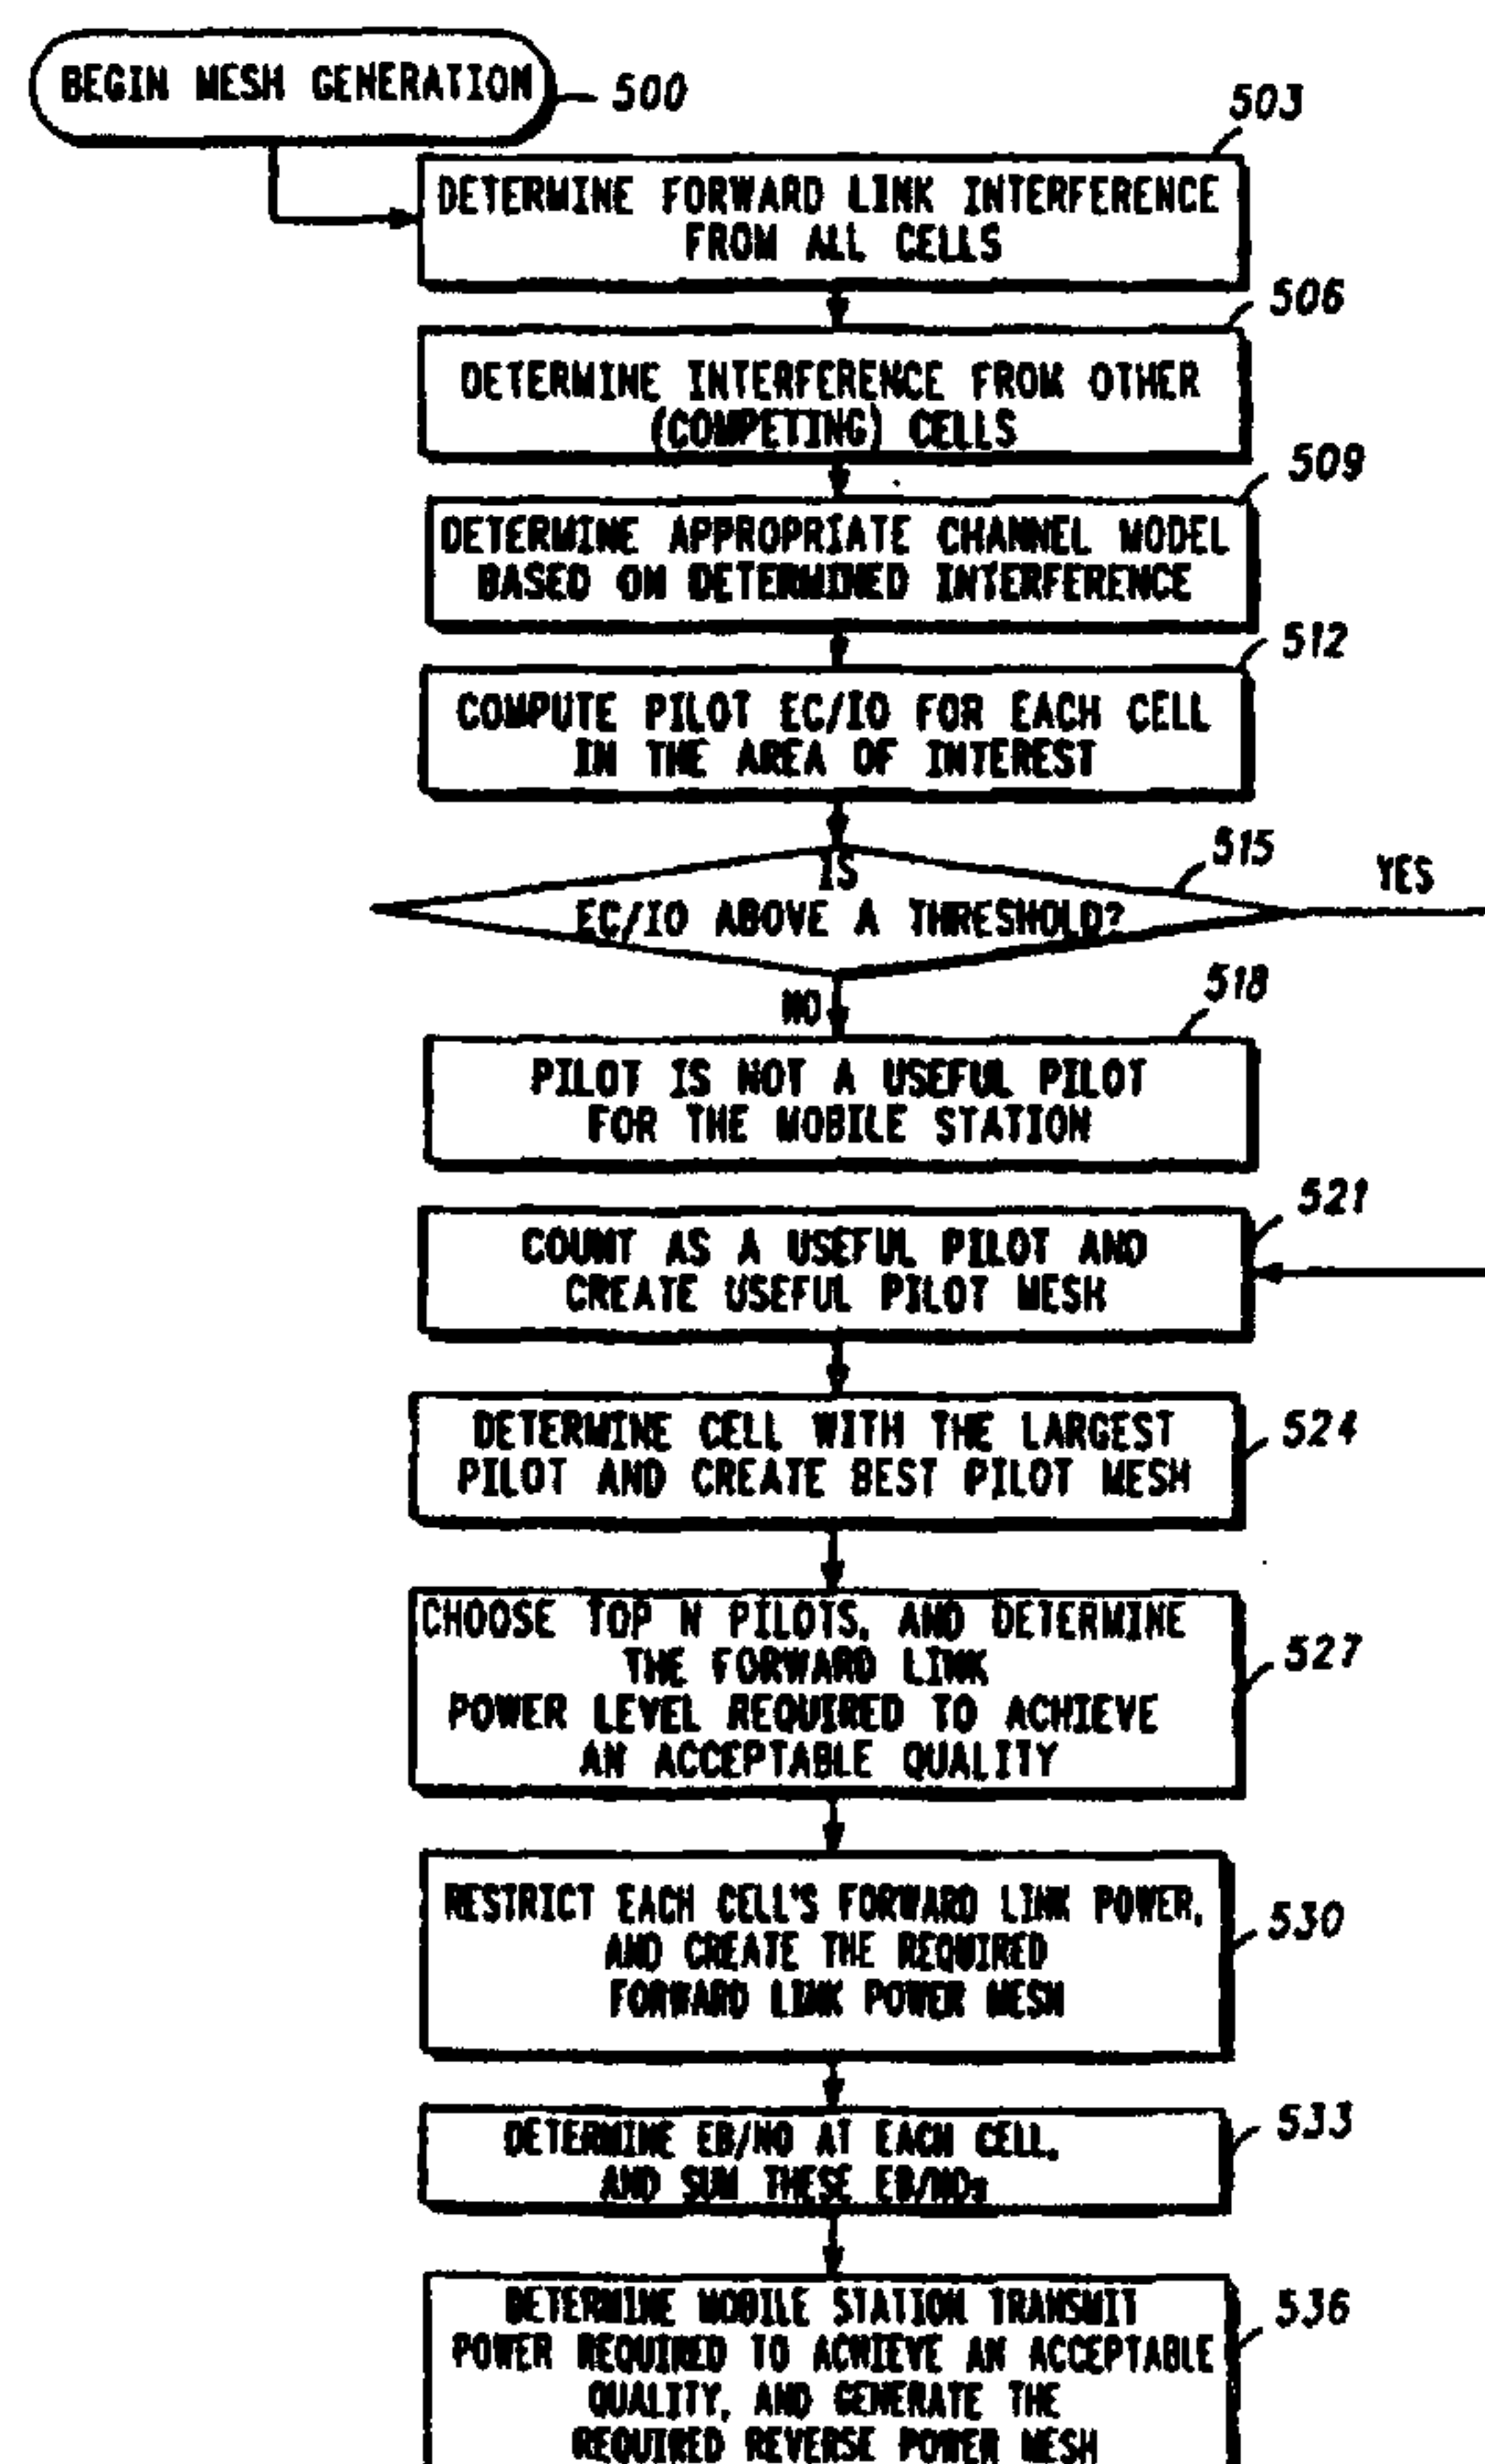 BEGIN MESH GENERATION
500
503
DETERMINE FORWARD LINK INTERFERENCE
FROM ALL CELLS
506
DETERMINE INTERFERENCE FROM OTHER
(COMPETING) CELLS
509
DETERMINE APPROPRIATE CHANNEL MODEL
BASED ON DETERMINED INTERFERENCE
512
COMPUTE PILOT EC/IO FOR EACH CELL
IN THE AREA OF INTEREST
515
IS
EC/IO ABOVE A THRESHOLD?
YES
NO
518
PILOT IS NOT A USEFUL PILOT
FOR THE MOBILE STATION
521
COUNT AS A USEFUL PILOT AND
CREATE USEFUL PILOT MESH
DETERMINE CELL WITH THE LARGEST
PILOT AND CREATE BEST PILOT MESH
524
CHOOSE TOP N PILOTS, AND DETERMINE
THE FORWARD LINK
POWER LEVEL REQUIRED TO ACHIEVE
AN ACCEPTABLE QUALITY
527
RESTRICT EACH CELL'S FORWARD LINK POWER,
AND CREATE THE REQUIRED
FORWARD LINK POWER MESH
530
DETERMINE EB/NO AT EACH CELL,
AND SUM THESE EB/NOs
533
DETERMINE MOBILE STATION TRANSMIT
POWER REQUIRED TO ACHIEVE AN ACCEPTABLE
QUALITY, AND GENERATE THE
REQUIRED REVERSE POWER MESH
536